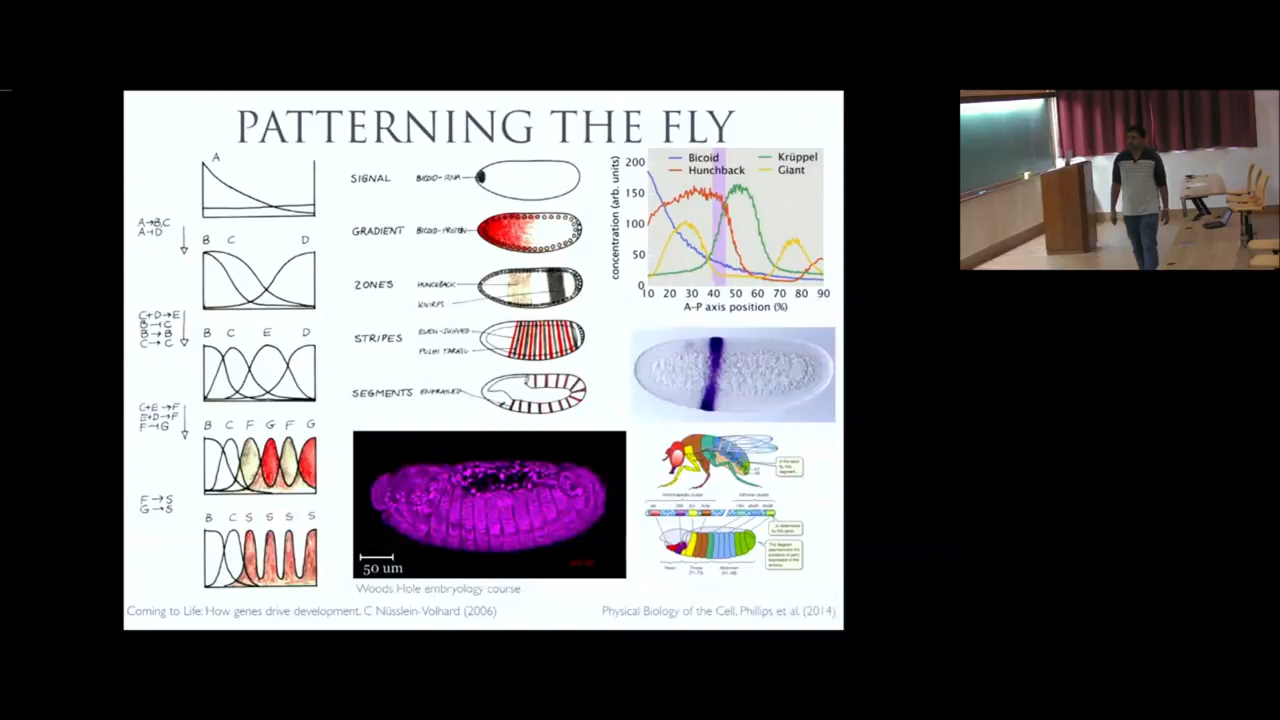 PATTERNING THE FLY
A
A→B,C
A⊣D
B C D
C+D→E
B⊣C
B→B
C→C
B C E D
C+E→F
E+D→F
F⊣G
B C F G F G
F→S
G→S
B C S S S S
SIGNAL BICOID-RNA
GRADIENT BICOID-PROTEIN
ZONES HUNCHBACK
KNIRPS
STRIPES EVEN-SKIPPED
FUSHI TARAZU
SEGMENTS ENGRAILED
50 um
Woods Hole embryology course
Coming to Life: How genes drive development, C Nüsslein-Volhard (2006)
Bicoid Krüppel
Hunchback Giant
concentration (arb. units)
200
150
100
50
0
10 20 30 40 50 60 70 80 90
A–P axis position (%)
Head Thorax Abdomen
Physical Biology of the Cell, Phillips et al. (2014)